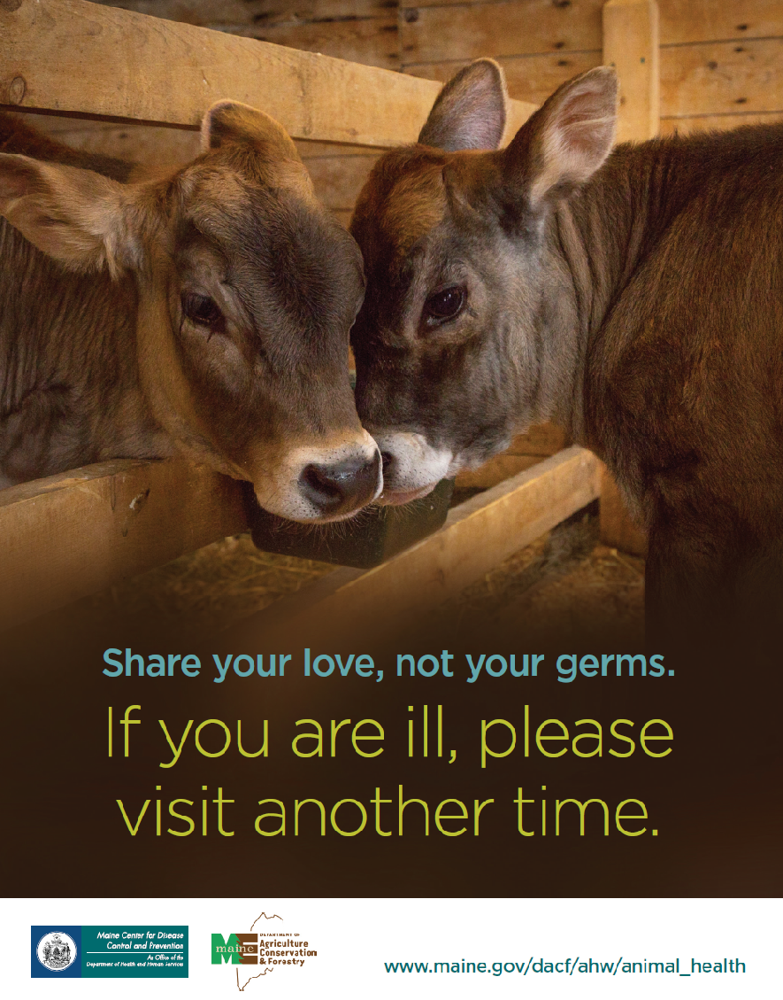 Share your love, not your germs.
If you are ill, please
visit another time.
Maine Center for Disease
Control and Prevention
An Office of the
Department of Health and Human Services
maine
DEPARTMENT OF
Agriculture
Conservation
& Forestry
www.maine.gov/dacf/ahw/animal_health